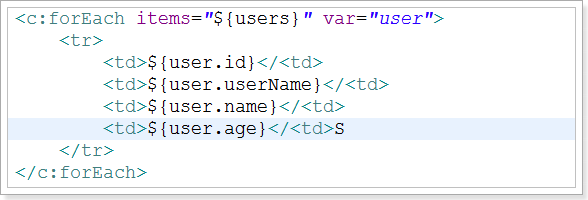 <c:forEach items="${users}" var="user">
<tr>
<td>${user.id}</<td>
<td>${user.userName}</<td>
<td>${user.name}</<td>
<td>${user.age}</<td>S
</tr>
</c:forEach>